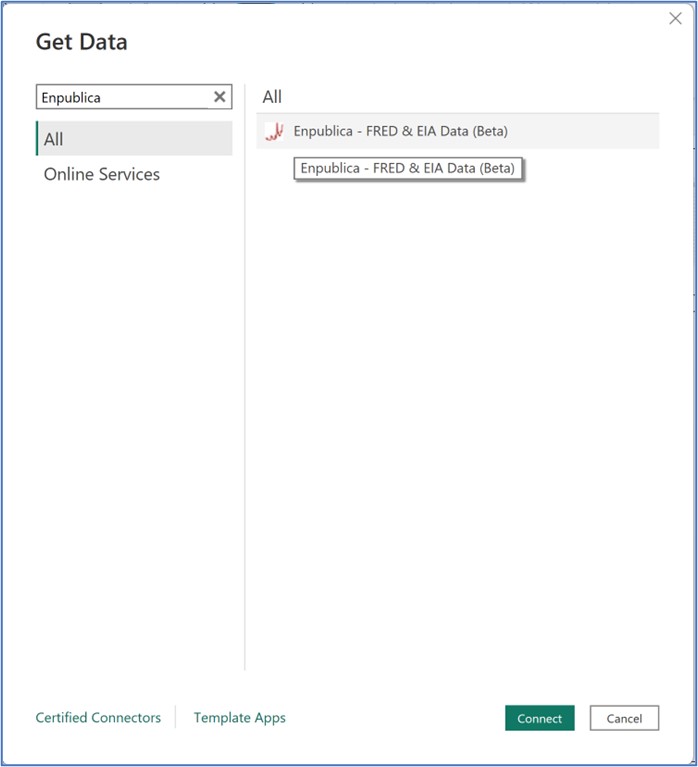 Get Data
Enpublica
All
Online Services
All
Enpublica - FRED & EIA Data (Beta)
Enpublica - FRED & EIA Data (Beta)
Certified Connectors
Template Apps
Connect
Cancel